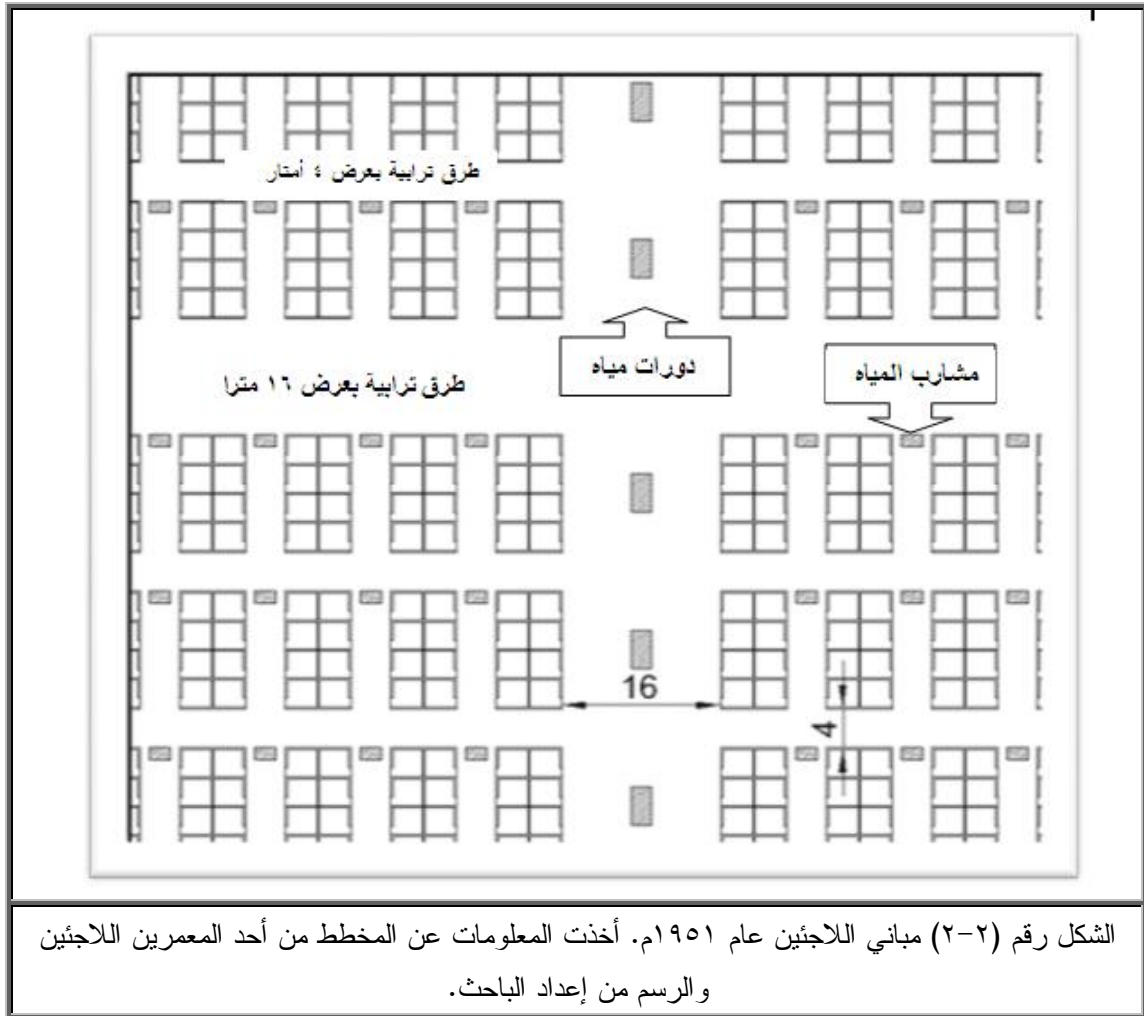 طرق ترابية بعرض ٤ أمتار
دورات مياه
مشارب المياه
طرق ترابية بعرض ١٦ مترا
16
4
الشكل رقم (٢-٢) مباني اللاجئين عام ١٩٥١م. أخذت المعلومات عن المخطط من أحد المعمرين اللاجئين
والرسم من إعداد الباحث.